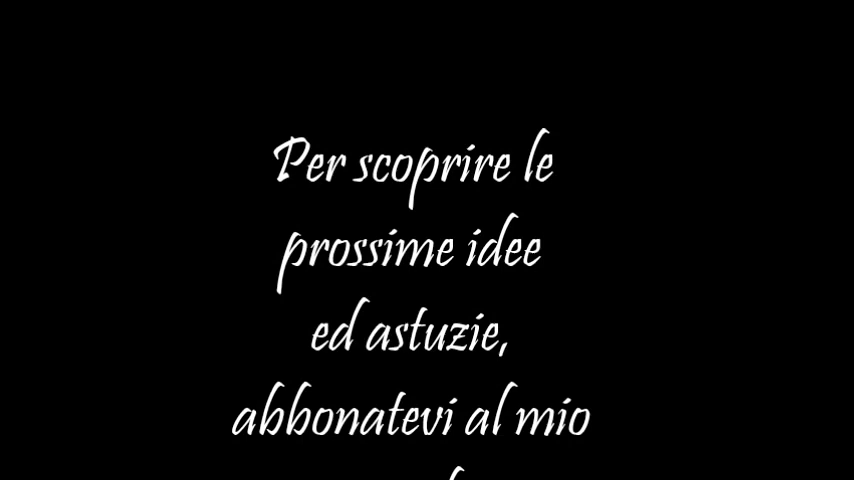 Per scoprire le
prossime idee
ed astuzie,
abbonatevi al mio